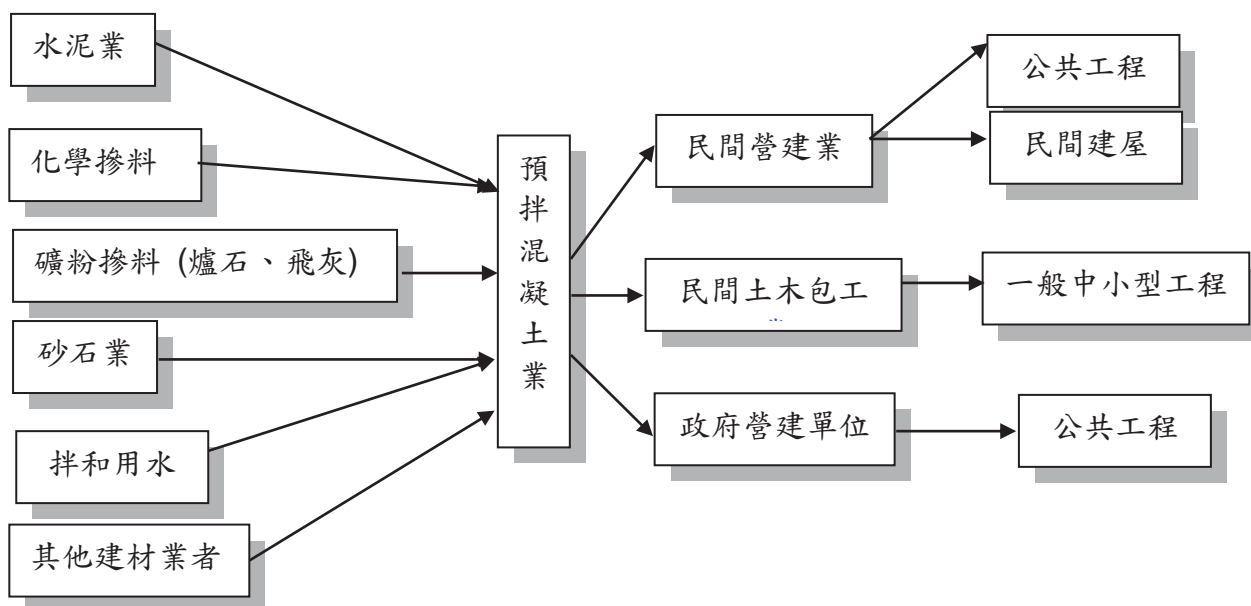 水泥業
化學摻料
礦粉摻料 (爐石、飛灰)
砂石業
拌和用水
其他建材業者
預拌混凝土業
民間營建業
民間土木包工
政府營建單位
公共工程
民間建屋
一般中小型工程
公共工程